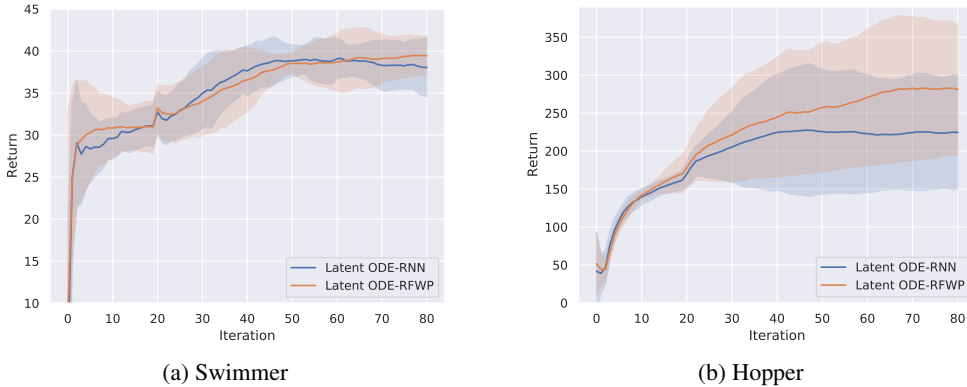 45
40
35
30
25
20
15
10
Return
0 10 20 30 40 50 60 70 80
Iteration
Latent ODE-RNN
Latent ODE-RFWP
(a) Swimmer
350
300
250
200
150
100
50
0
Return
0 10 20 30 40 50 60 70 80
Iteration
Latent ODE-RNN
Latent ODE-RFWP
(b) Hopper